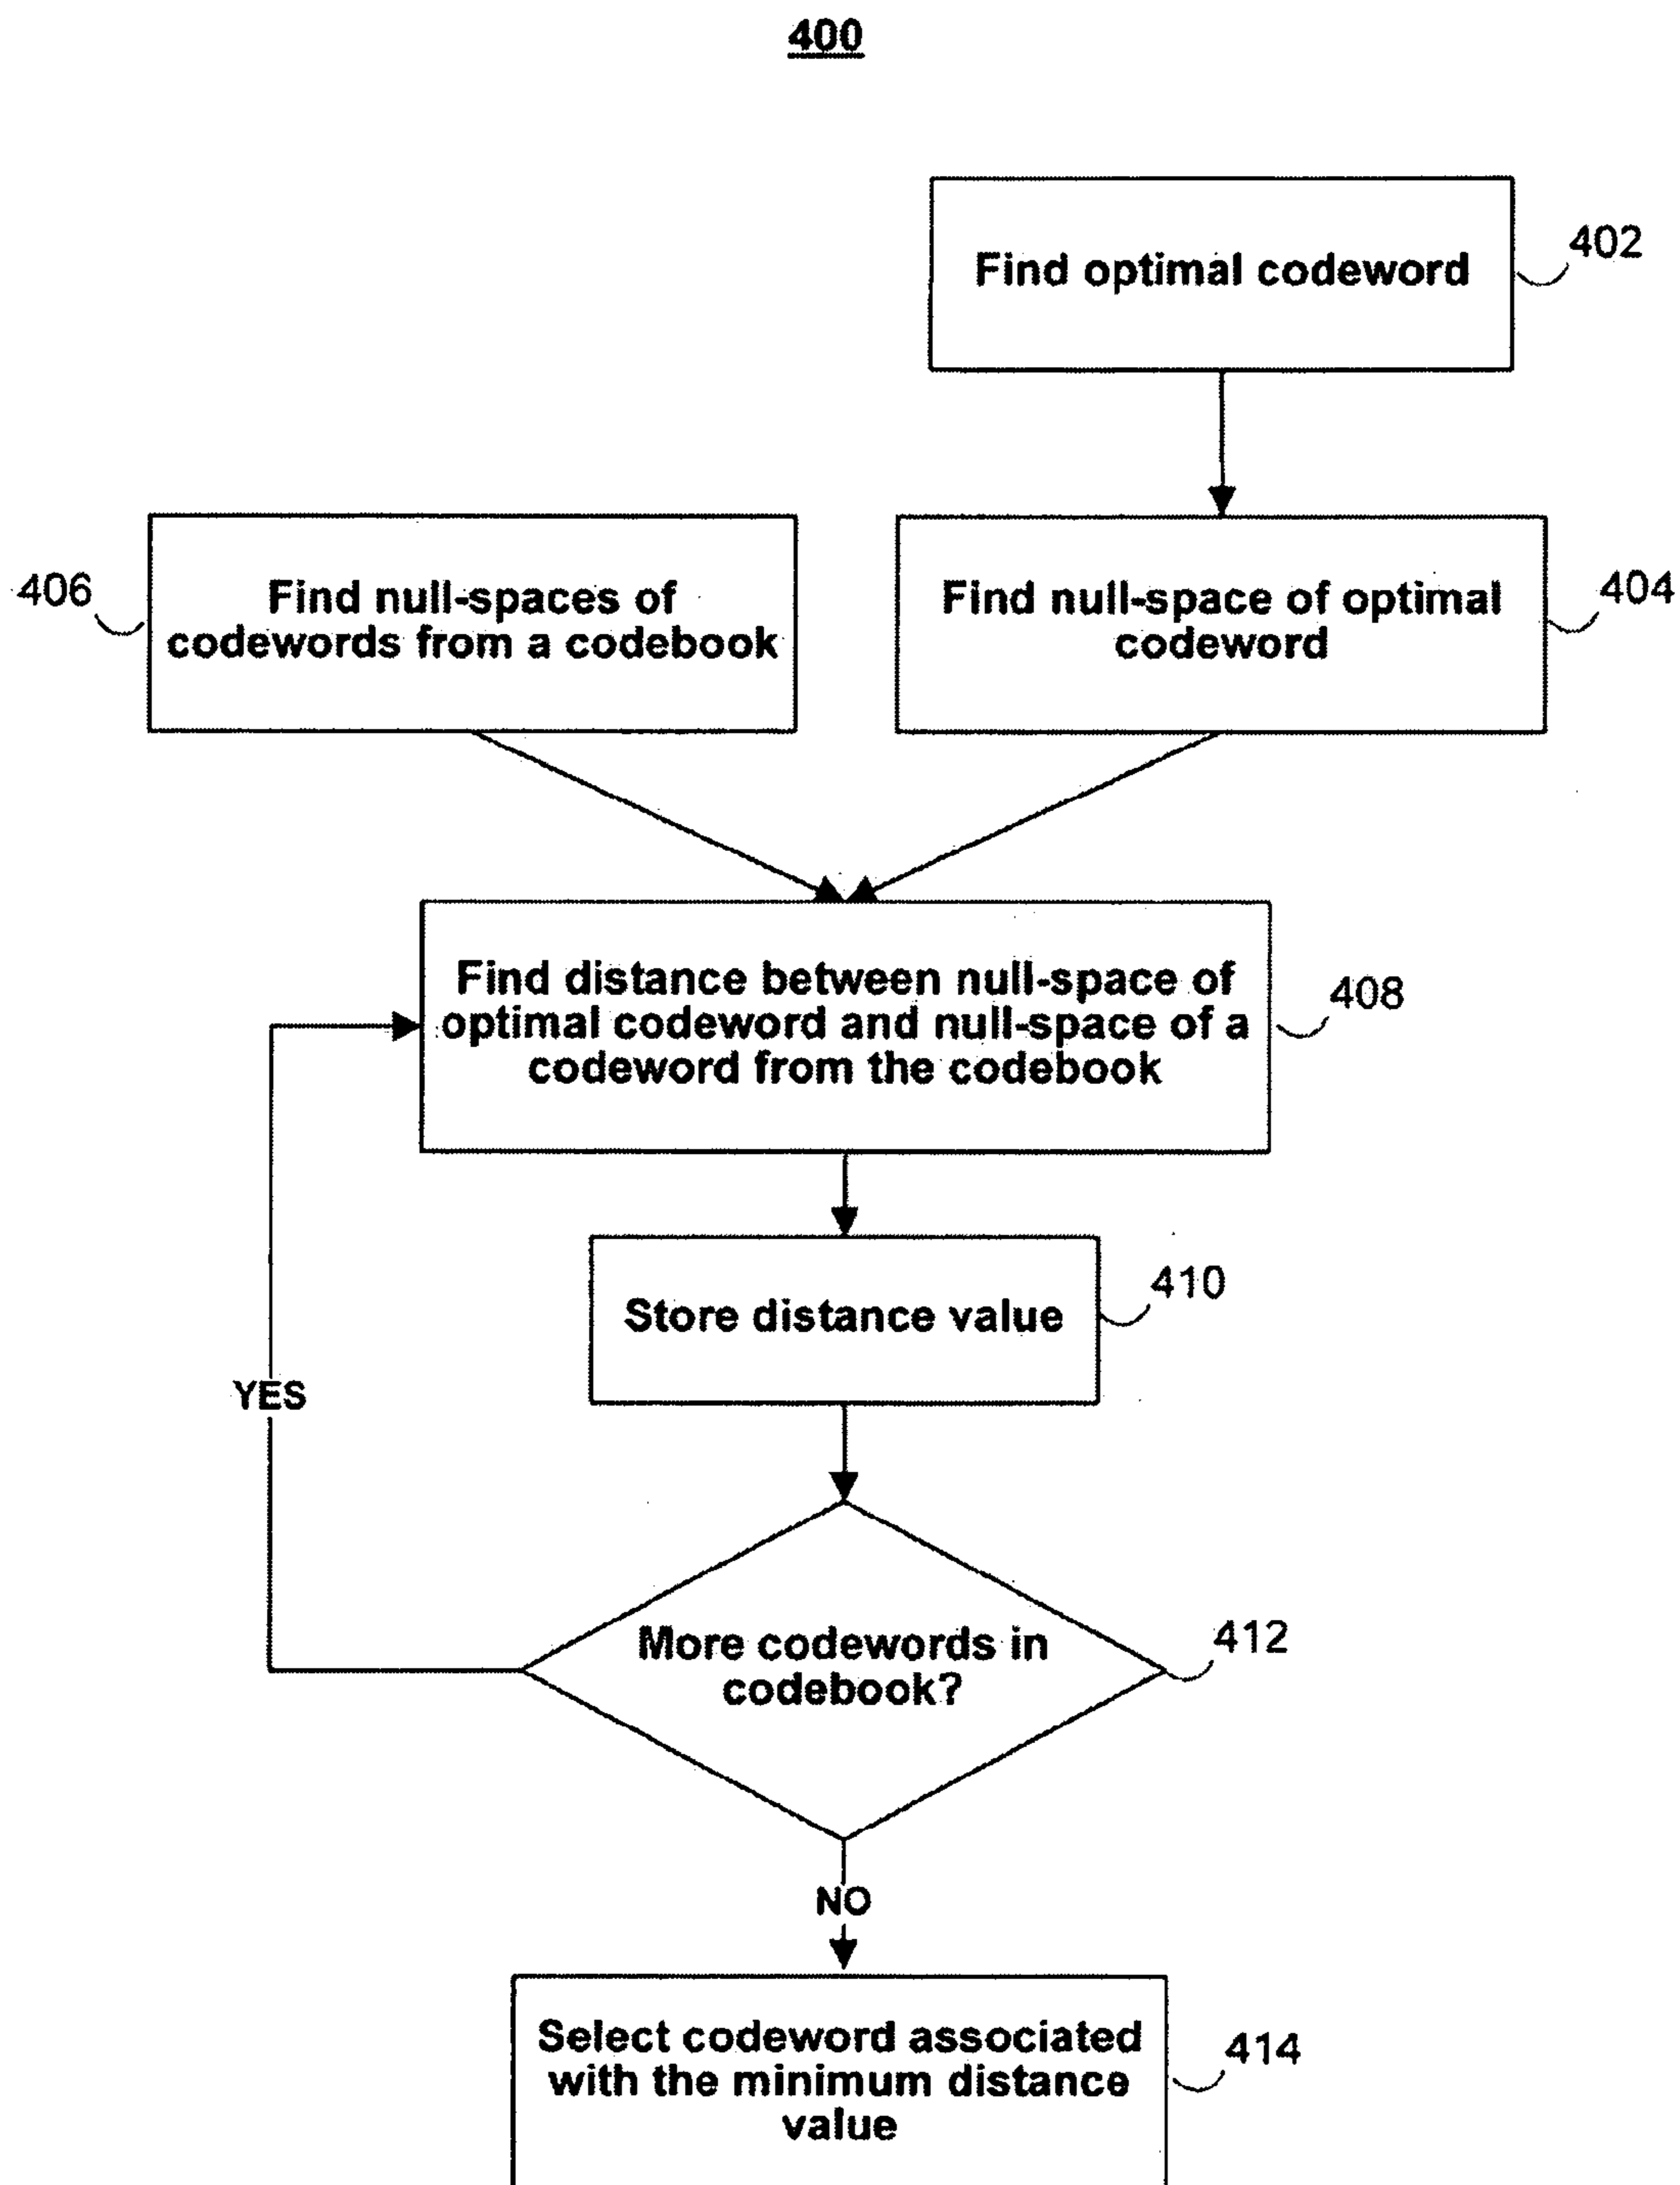 400
Find optimal codeword
402
406
Find null-spaces of
codewords from a codebook
Find null-space of optimal
codeword
404
Find distance between null-space of
optimal codeword and null-space of a
codeword from the codebook
408
Store distance value
410
YES
More codewords in
codebook?
412
NO
Select codeword associated
with the minimum distance
value
414